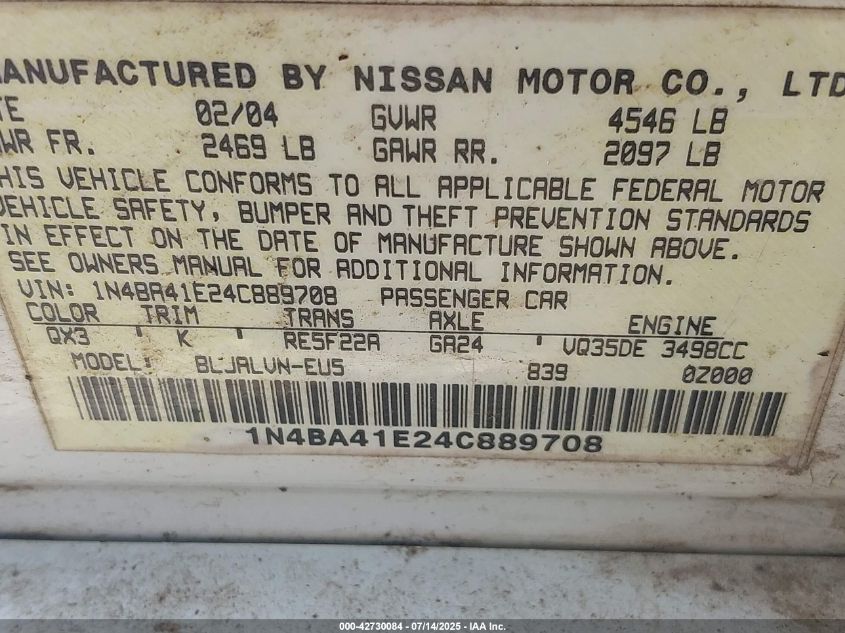 MANUFACTURED BY NISSAN MOTOR CO., LTD
TE 02/04 GVWR 4546 LB
WR FR. 2469 LB GAWR RR. 2097 LB
HIS VEHICLE CONFORMS TO ALL APPLICABLE FEDERAL MOTOR
VEHICLE SAFETY, BUMPER AND THEFT PREVENTION STANDARDS
IN EFFECT ON THE DATE OF MANUFACTURE SHOWN ABOVE.
SEE OWNERS MANUAL FOR ADDITIONAL INFORMATION.
VIN: 1N4BA41E24C889708 PASSENGER CAR
COLOR TRIM TRANS AXLE ENGINE
QX3 K RE5F22A GA24 VQ35DE 3498CC
MODEL: BLJALVN-EU5 839 0Z000
1N4BA41E24C889708
000-42730084 - 07/14/2025 - IAA Inc.